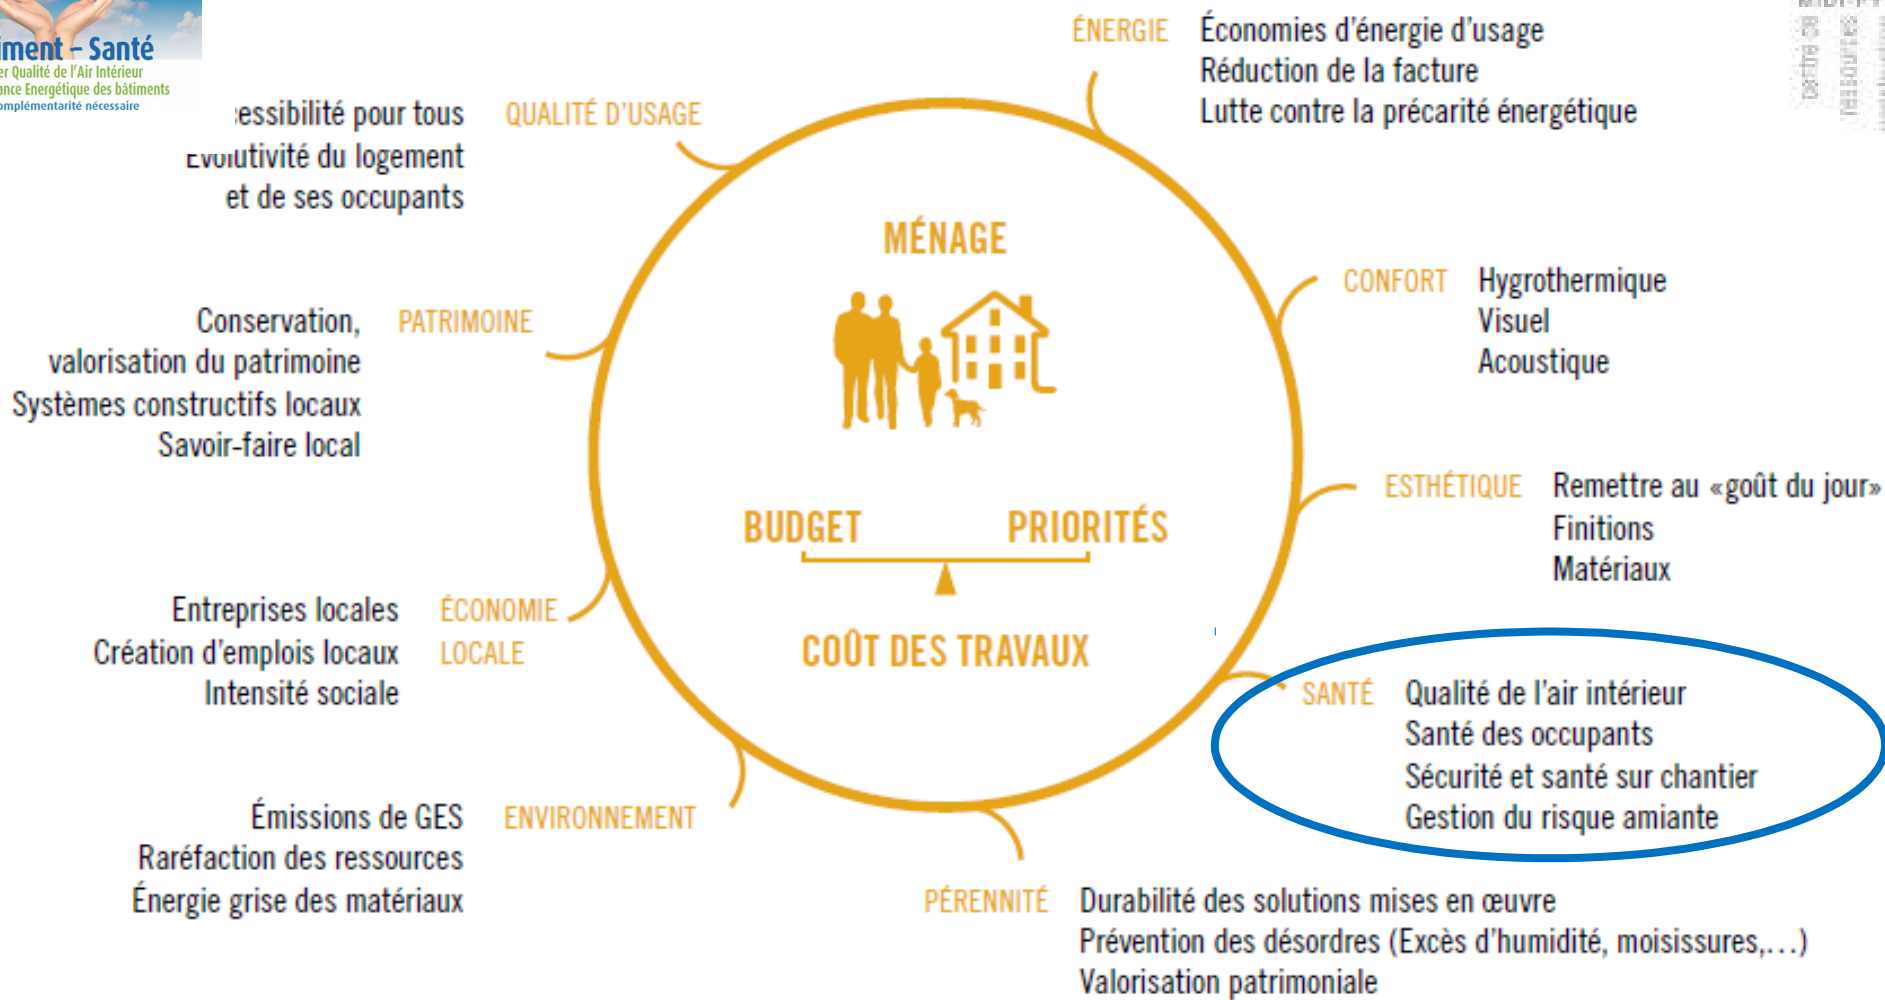 – Santé
Qualité de l'Air Intérieur
Energétique des bâtiments
nécessaire
QUALITÉ D'USAGE
pour tous
Évolutivité du logement
et de ses occupants
ÉNERGIE
Économies d'énergie d'usage
Réduction de la facture
Lutte contre la précarité énergétique
MÉNAGE
PATRIMOINE
Conservation,
valorisation du patrimoine
Systèmes constructifs locaux
Savoir-faire local
CONFORT
Hygrothermique
Visuel
Acoustique
BUDGET PRIORITÉS
COÛT DES TRAVAUX
ESTHÉTIQUE
Remettre au «goût du jour»
Finitions
Matériaux
ÉCONOMIE
LOCALE
Entreprises locales
Création d'emplois locaux
Intensité sociale
SANTÉ
Qualité de l'air intérieur
Santé des occupants
Sécurité et santé sur chantier
Gestion du risque amiante
ENVIRONNEMENT
Émissions de GES
Raréfaction des ressources
Énergie grise des matériaux
PÉRENNITÉ
Durabilité des solutions mises en œuvre
Prévention des désordres (Excès d'humidité, moisissures,...)
Valorisation patrimoniale